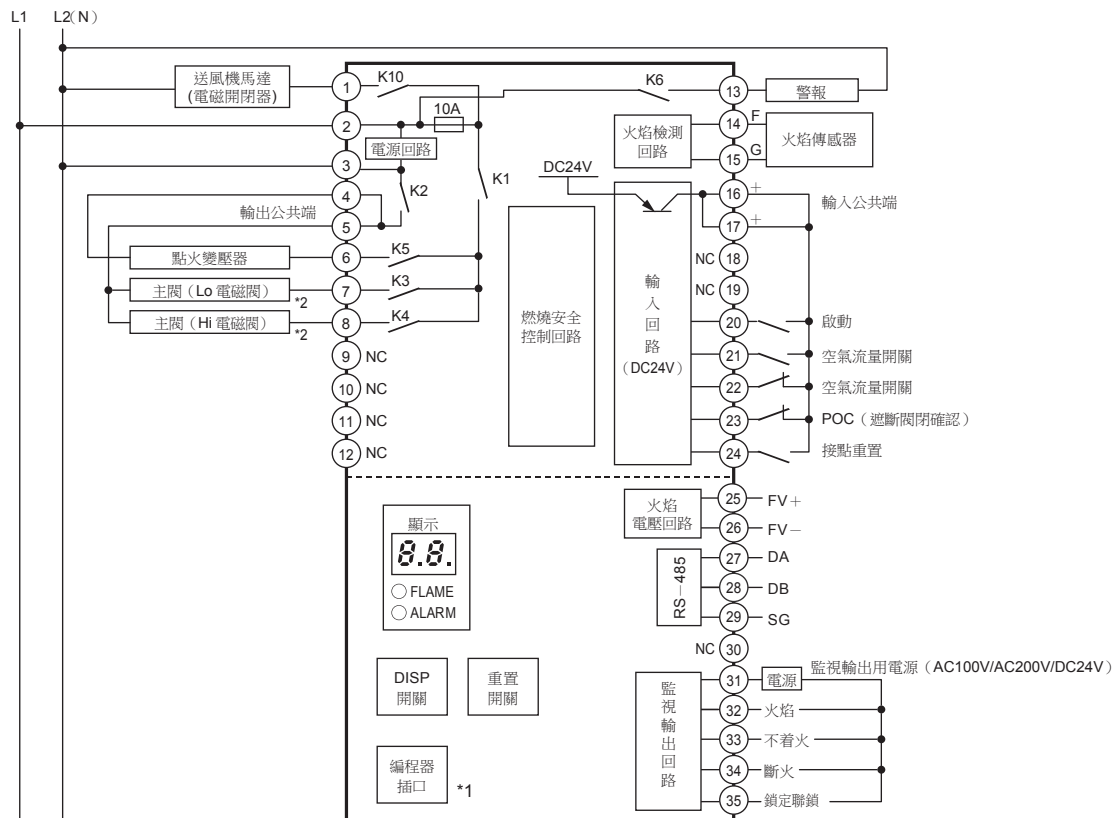 L1
L2(N)
送風機馬達
(電磁開閉器)
1
K10
K6
13
警報
2
10A
14
F
火焰檢測
回路
火焰傳感器
電源回路
3
15
G
DC24V
K1
K2
4
16
+
輸入公共端
輸出公共端
5
17
+
點火變壓器
6
K5
NC
18
主閥（Lo 電磁閥）
*2
7
K3
NC
19
輸入回路
（DC24V）
燃燒安全
控制回路
主閥（Hi 電磁閥）
*2
8
K4
20
啟動
9
NC
21
空氣流量開關
10
NC
22
空氣流量開關
11
NC
23
POC（遮斷閥閉確認）
12
NC
24
接點重置
火焰
電壓回路
25
FV＋
26
FV－
顯示
8.8.
FLAME
ALARM
RS－485
27
DA
28
DB
29
SG
NC
30
監視輸出用電源（AC100V/AC200V/DC24V）
DISP
開關
重置
開關
監視輸出回路
31
電源
32
火焰
33
不着火
34
斷火
35
鎖定聯鎖
編程器
插口
*1